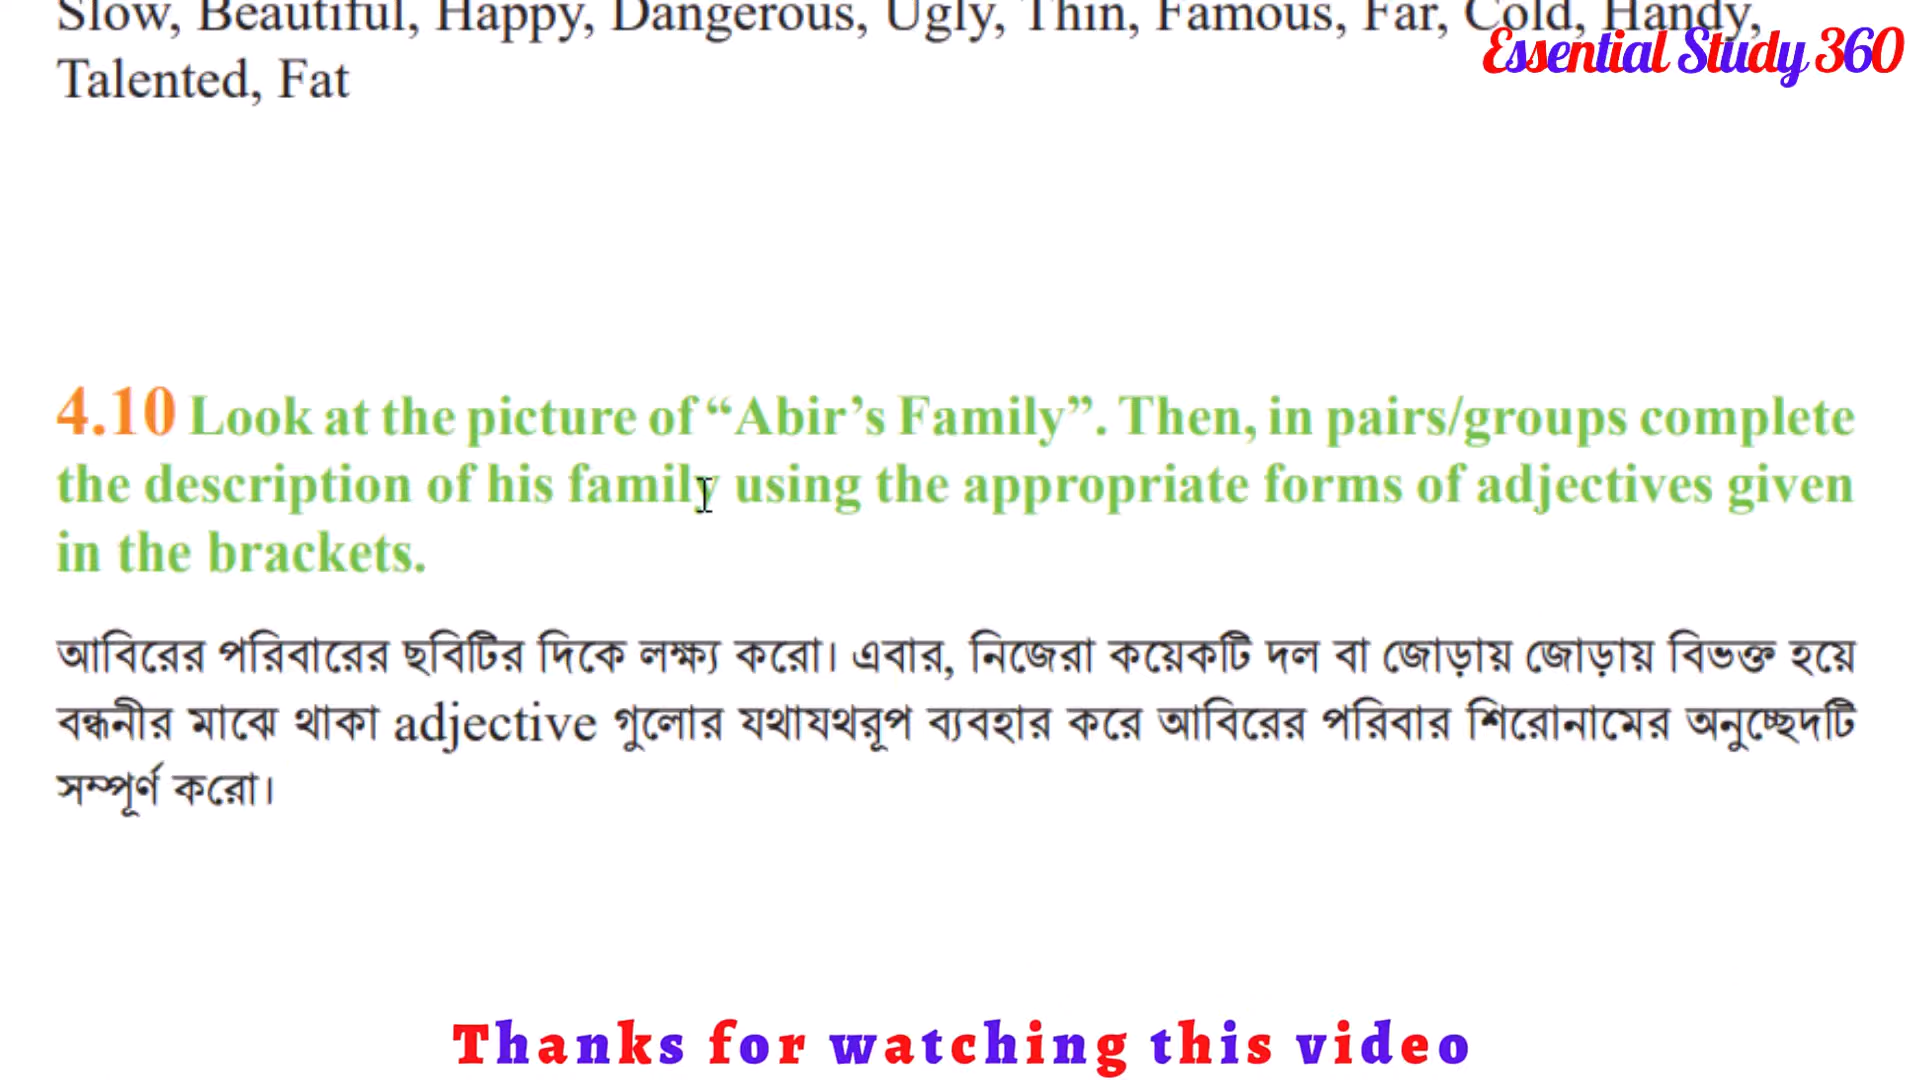 Slow, Beautiful, Happy, Dangerous, Ugly, Thin, Famous, Far, Cold, Handy,
Essential Study 360
Talented, Fat
4.10 Look at the picture of “Abir’s Family”. Then, in pairs/groups complete
the description of his family using the appropriate forms of adjectives given
in the brackets.
আবিরের পরিবারের ছবিটির দিকে লক্ষ্য করো। এবার, নিজেরা কয়েকটি দল বা জোড়ায় জোড়ায় বিভক্ত হয়ে
বন্ধনীর মাঝে থাকা adjective গুলোর যথাযথরূপ ব্যবহার করে আবিরের পরিবার শিরোনামের অনুচ্ছেদটি
সম্পূর্ণ করো।
Thanks for watching this video